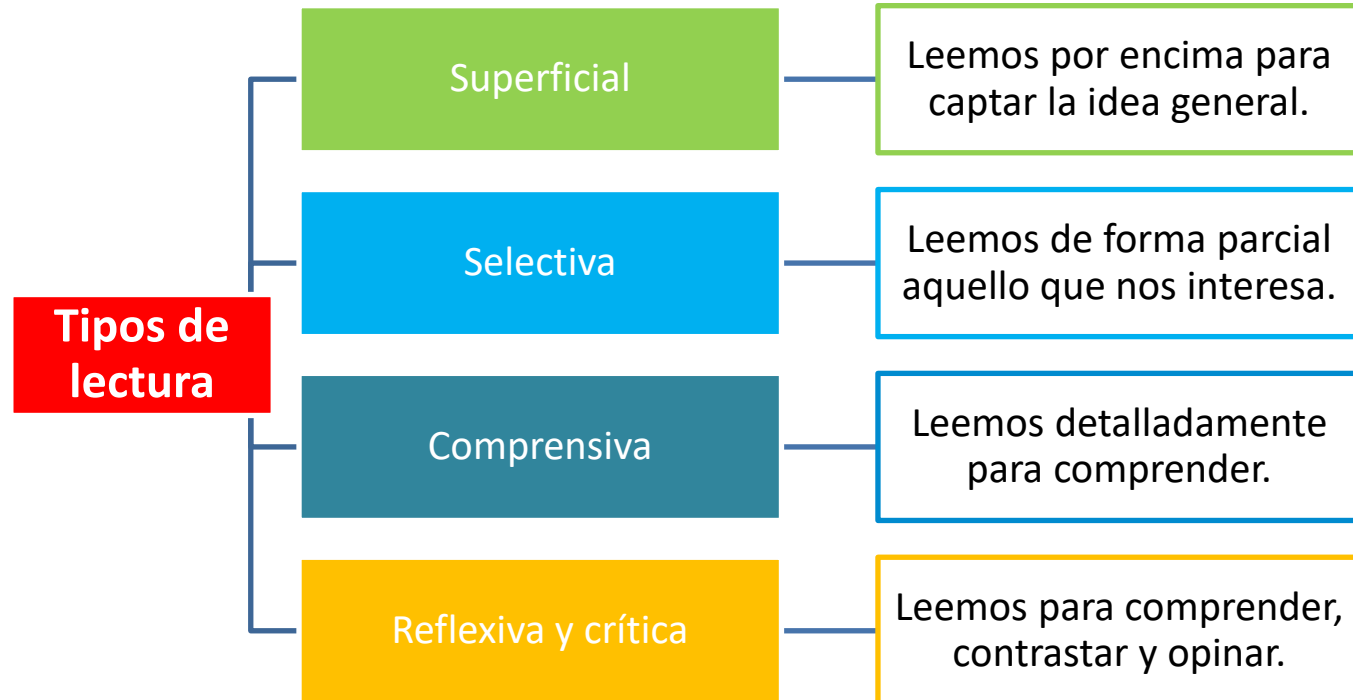 Tipos de
lectura
Superficial
Leemos por encima para
captar la idea general.
Selectiva
Leemos de forma parcial
aquello que nos interesa.
Comprensiva
Leemos detalladamente
para comprender.
Reflexiva y crítica
Leemos para comprender,
contrastar y opinar.